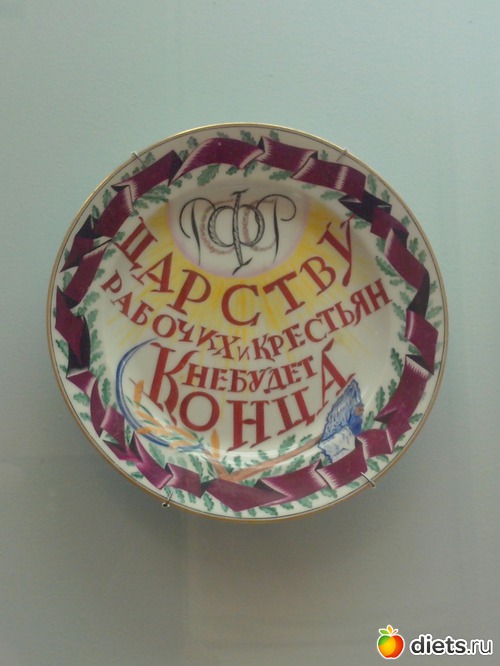 РСФСР
ЦАРСТВУ
РАБОЧИХ И КРЕСТЬЯН
НЕ БУДЕТ
КОНЦА
diets.ru